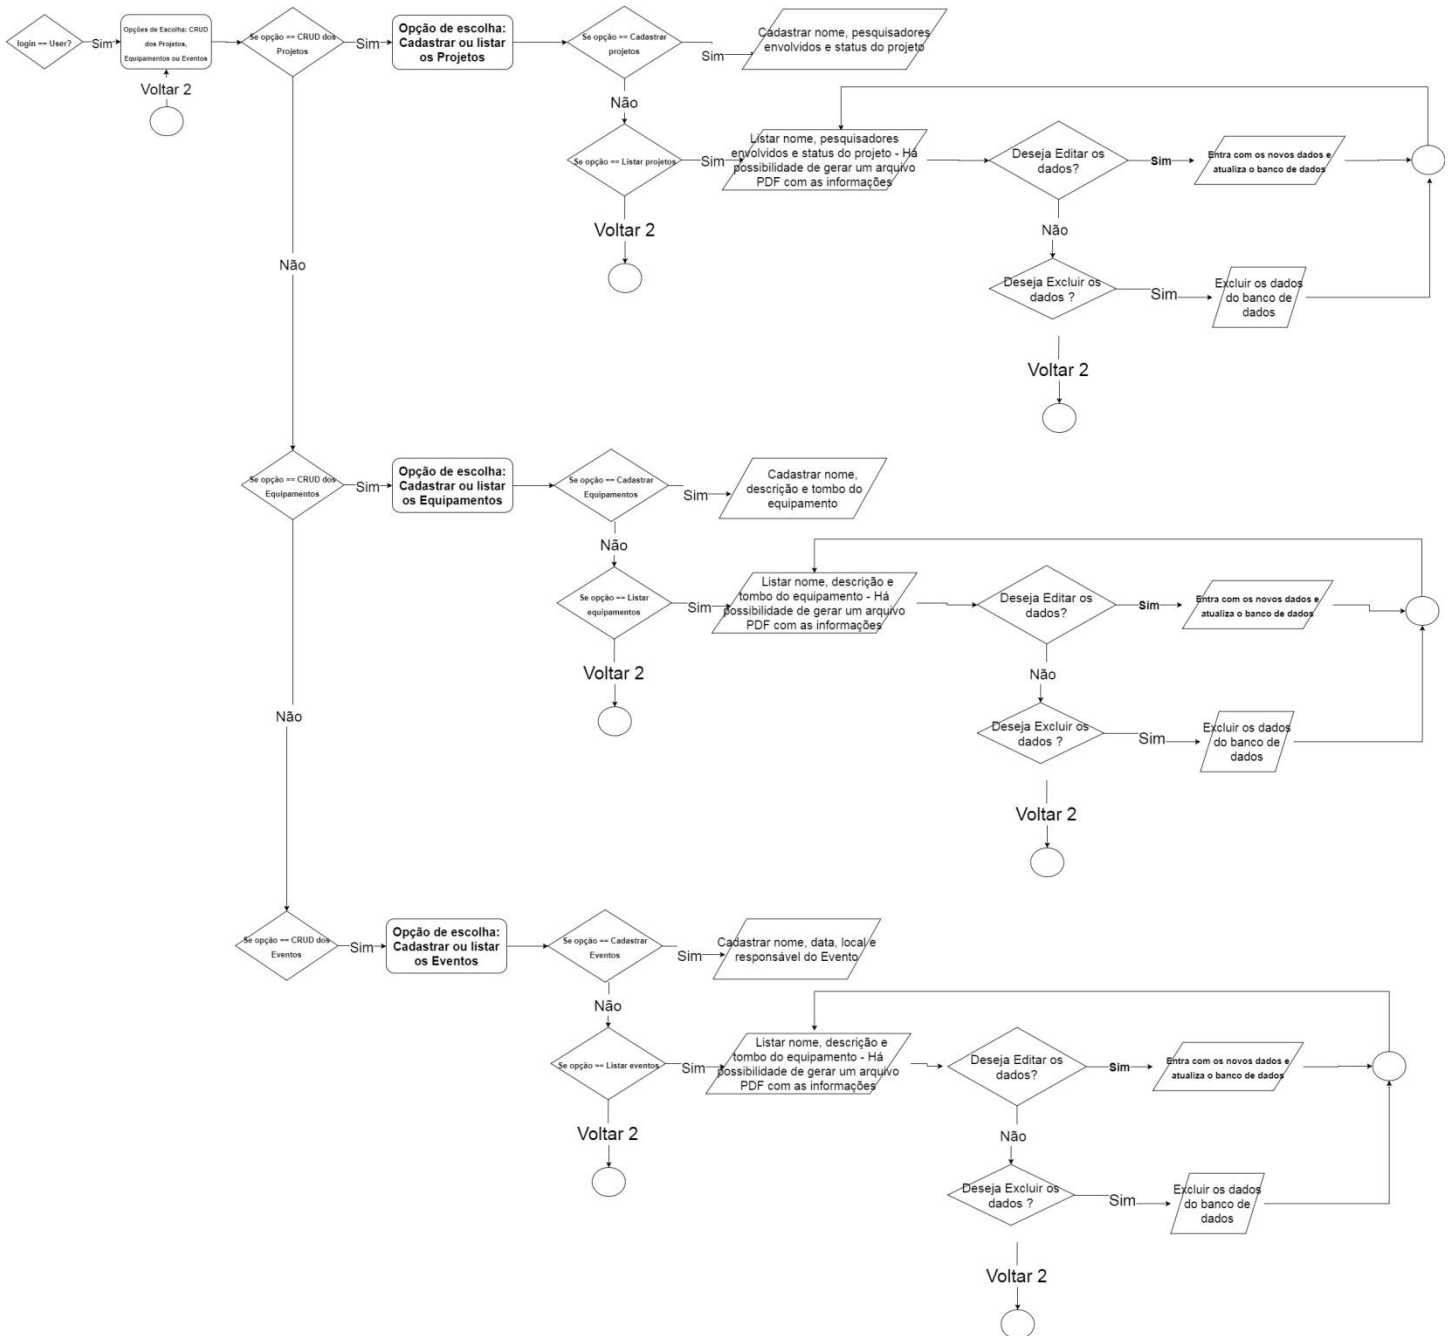 login == User?
Sim
Opções de Escolha: CRUD
dos Projetos,
Equipamentos ou Eventos
Voltar 2
Se opção == CRUD dos
Projetos
Sim
Opção de escolha:
Cadastrar ou listar
os Projetos
Se opção == Cadastrar
projetos
Sim
Cadastrar nome, pesquisadores
envolvidos e status do projeto
Não
Se opção == Listar projetos
Sim
Listar nome, pesquisadores
envolvidos e status do projeto - Há
possibilidade de gerar um arquivo
PDF com as informações
Deseja Editar os
dados?
Sim
Entra com os novos dados e
atualiza o banco de dados
Voltar 2
Não
Deseja Excluir os
dados ?
Sim
Excluir os dados
do banco de
dados
Voltar 2
Não
Se opção == CRUD dos
Equipamentos
Sim
Opção de escolha:
Cadastrar ou listar
os Equipamentos
Se opção == Cadastrar
Equipamentos
Sim
Cadastrar nome,
descrição e tombo do
equipamento
Não
Se opção == Listar
equipamentos
Sim
Listar nome, descrição e
tombo do equipamento - Há
possibilidade de gerar um arquivo
PDF com as informações
Deseja Editar os
dados?
Sim
Entra com os novos dados e
atualiza o banco de dados
Voltar 2
Não
Deseja Excluir os
dados ?
Sim
Excluir os dados
do banco de
dados
Voltar 2
Não
Se opção == CRUD dos
Eventos
Sim
Opção de escolha:
Cadastrar ou listar
os Eventos
Se opção == Cadastrar
Eventos
Sim
Cadastrar nome, data, local e
responsável do Evento
Não
Se opção == Listar eventos
Sim
Listar nome, descrição e
tombo do equipamento - Há
possibilidade de gerar um arquivo
PDF com as informações
Deseja Editar os
dados?
Sim
Entra com os novos dados e
atualiza o banco de dados
Voltar 2
Não
Deseja Excluir os
dados ?
Sim
Excluir os dados
do banco de
dados
Voltar 2